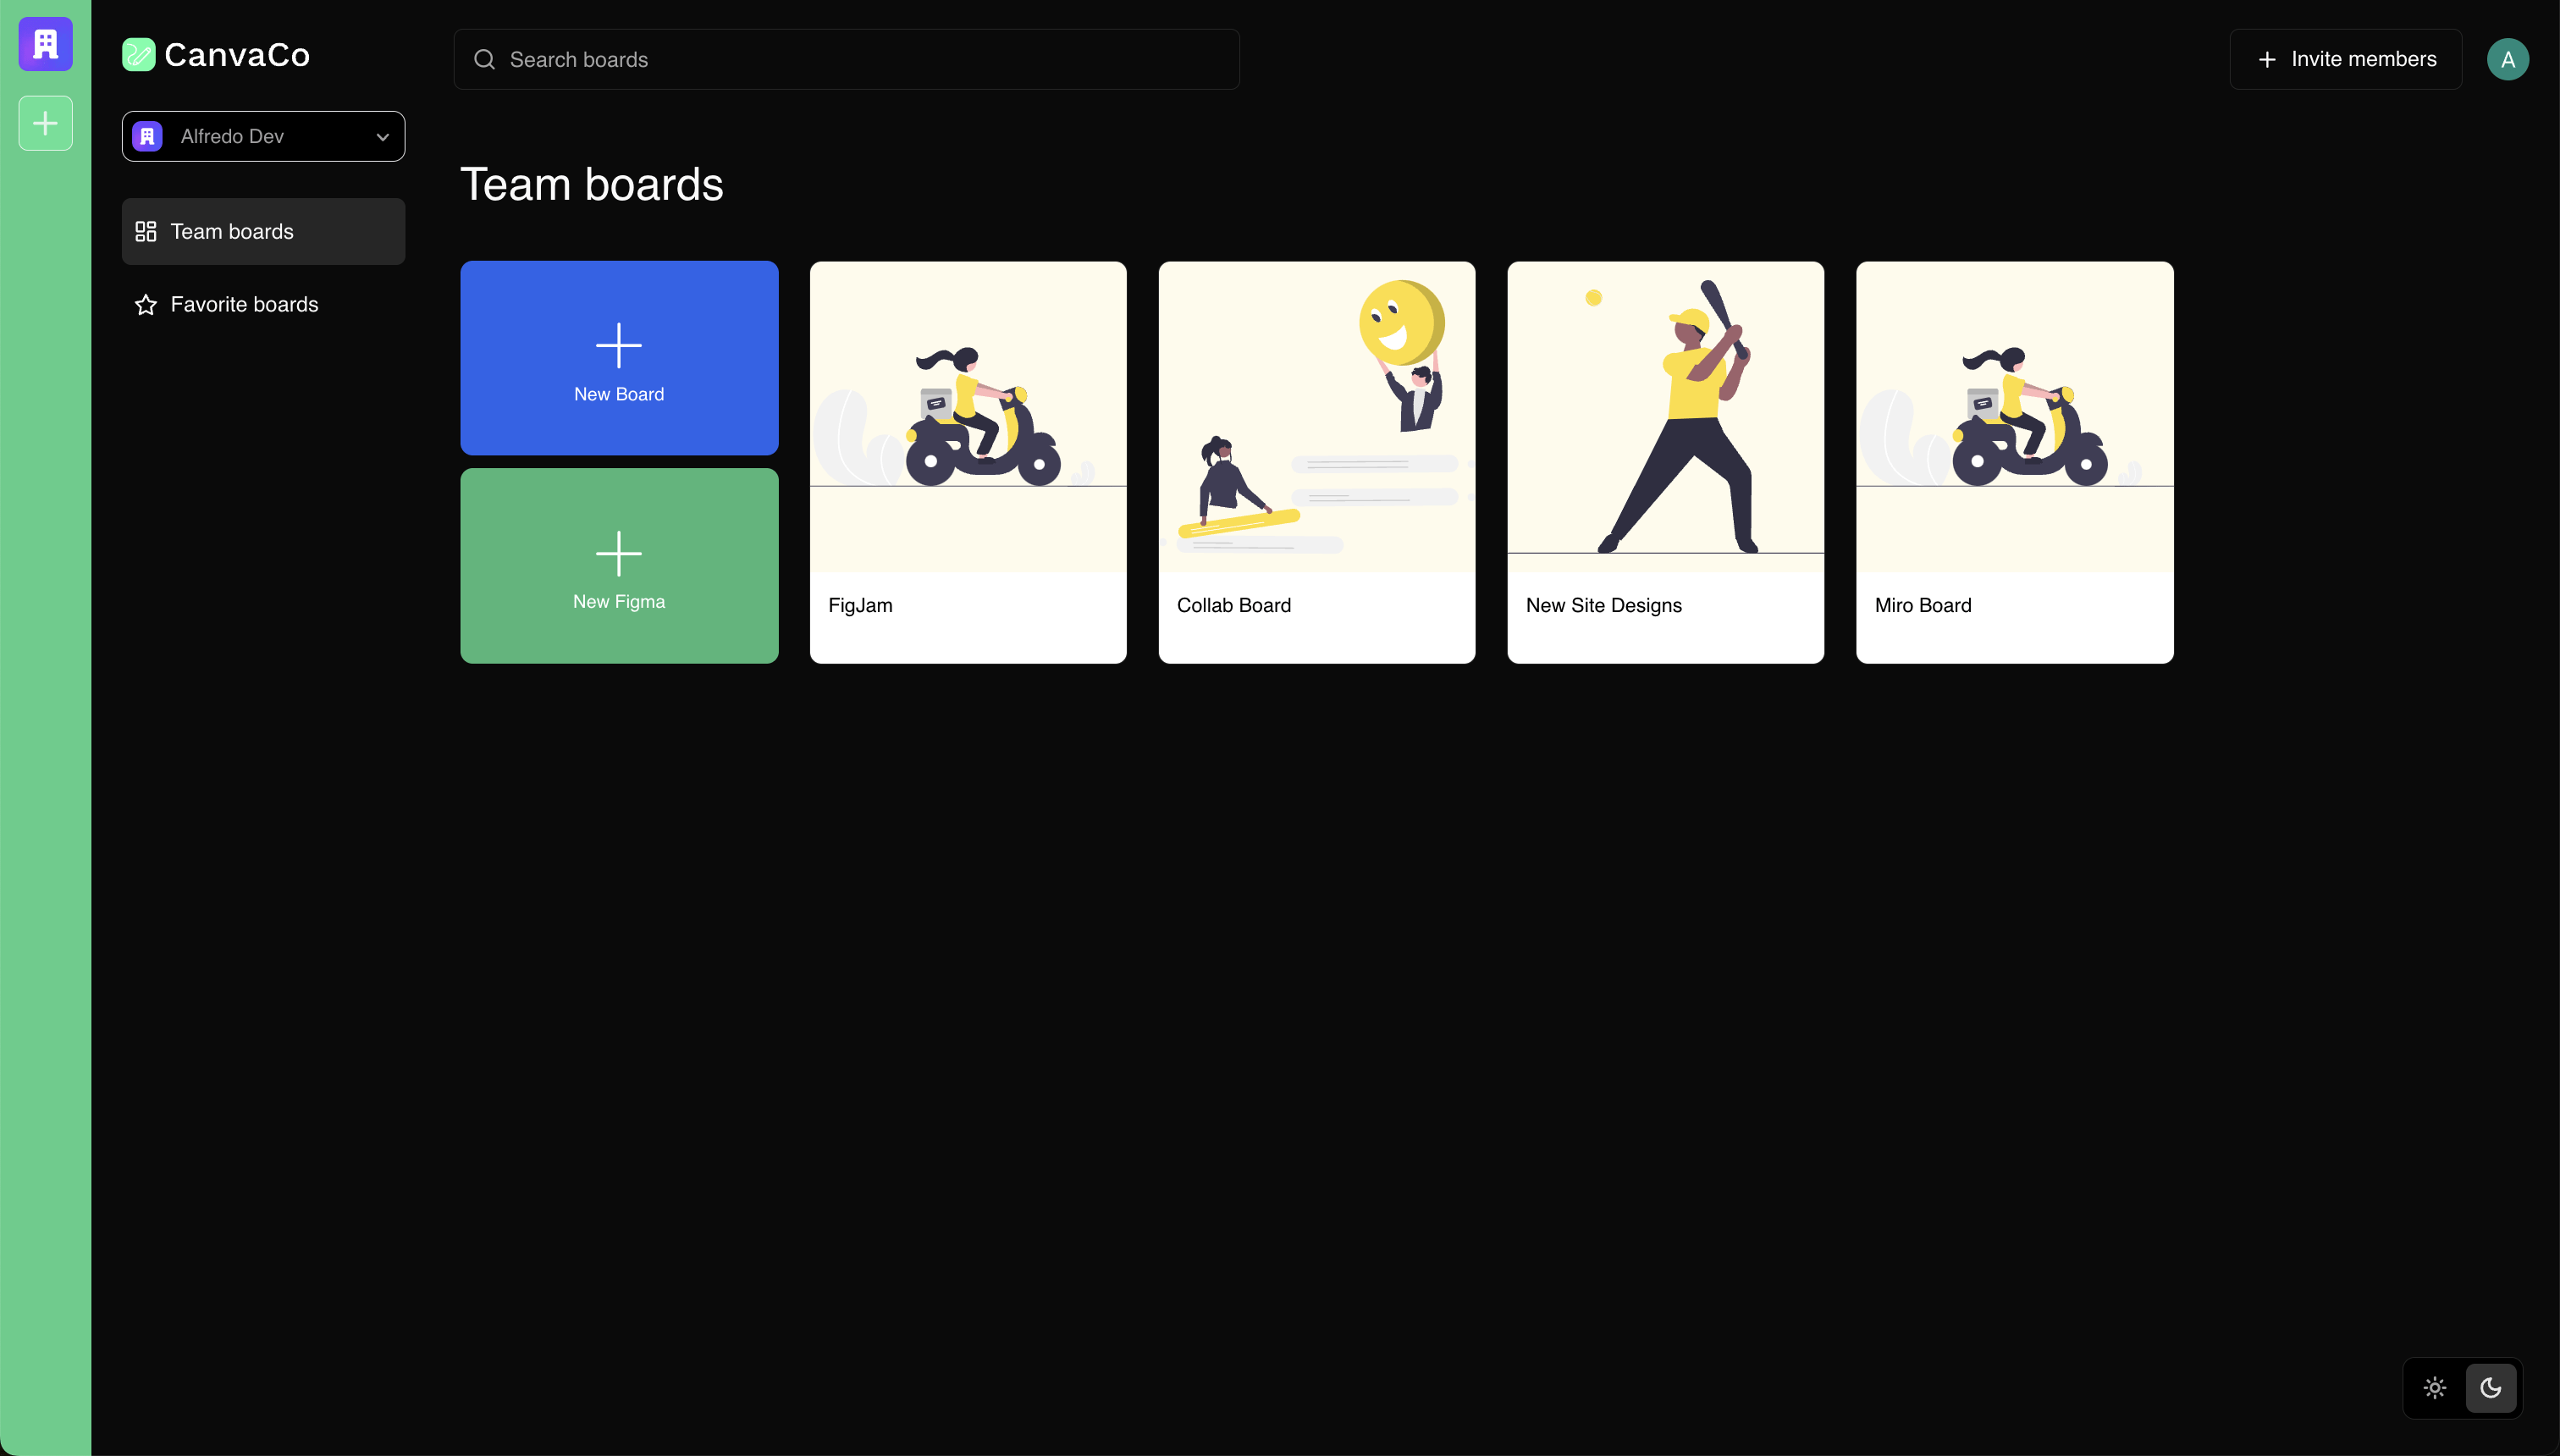 CanvaCo
Search boards
Invite members
A
Alfredo Dev
Team boards
Favorite boards
Team boards
New Board
New Figma
FigJam
Collab Board
New Site Designs
Miro Board